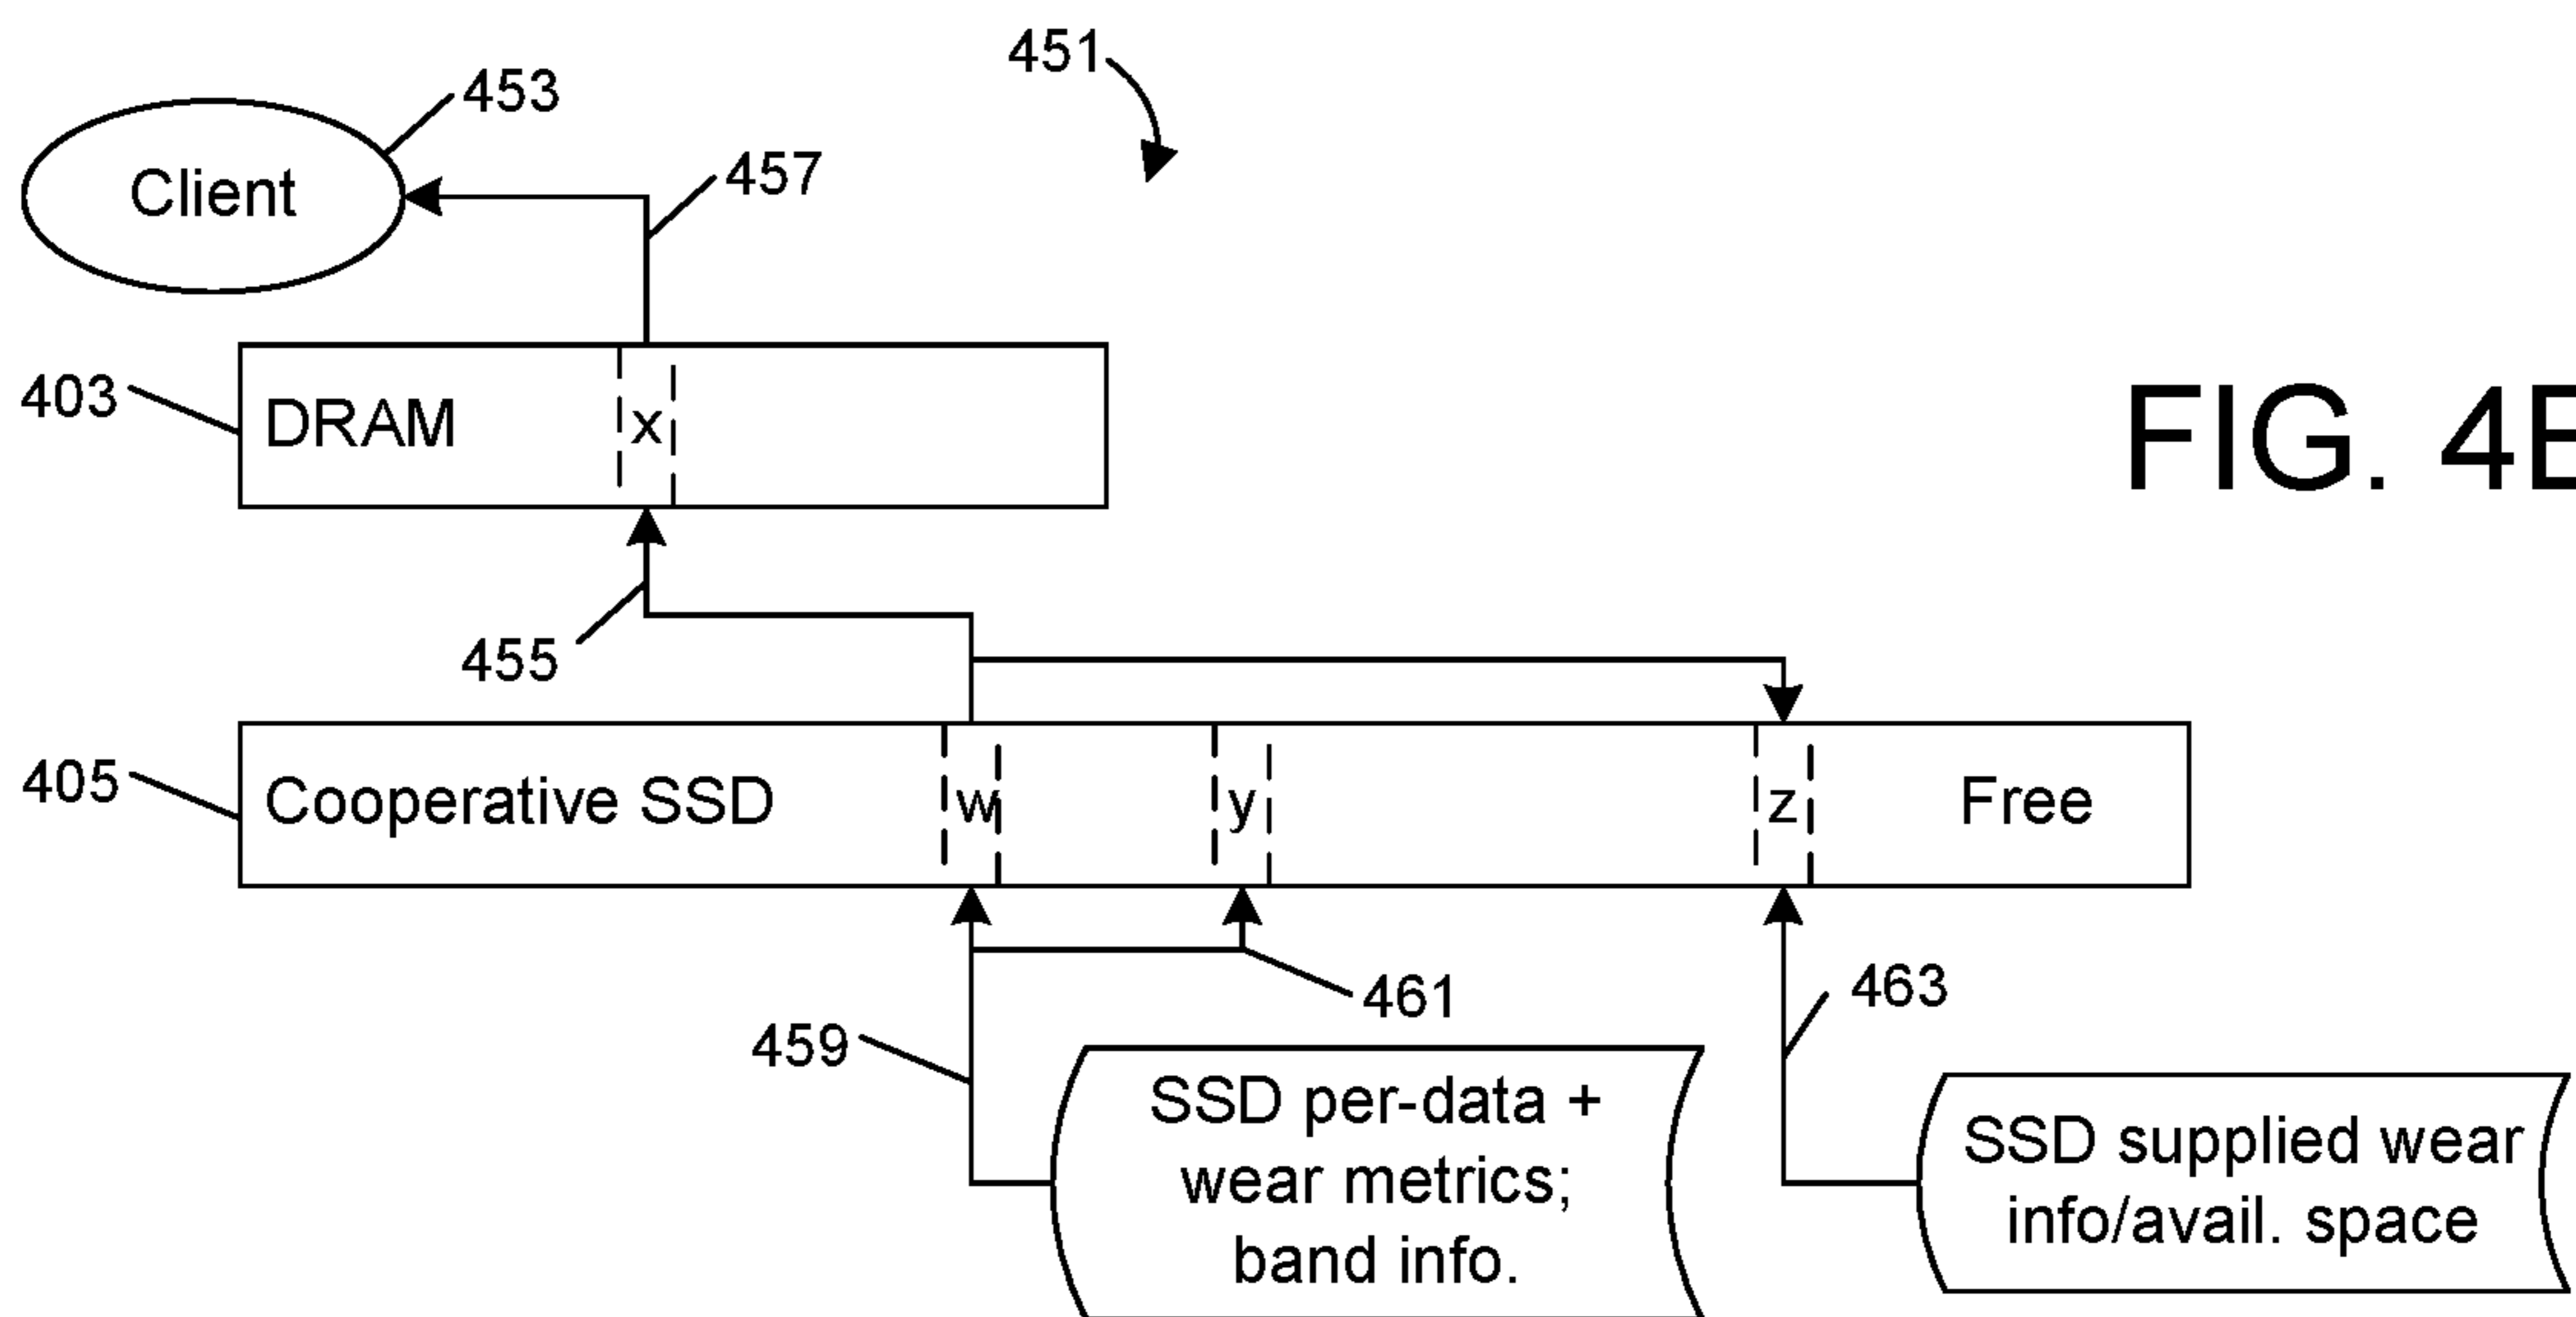 451
453
Client
457
403
DRAM
x
FIG. 4B
455
405
Cooperative SSD
w
y
z
Free
461
463
459
SSD per-data +
wear metrics;
band info.
SSD supplied wear
info/avail. space